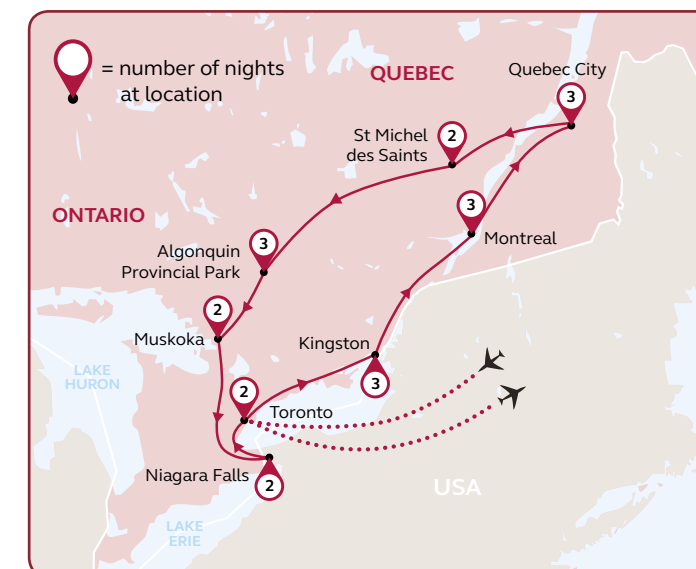 = number of nights
at location
QUEBEC
Quebec City
3
2
St Michel
des Saints
ONTARIO
3
Montreal
3
Algonquin
Provincial Park
2
Muskoka
Kingston
3
LAKE
HURON
2
Toronto
Niagara Falls
2
USA
LAKE
ERIE